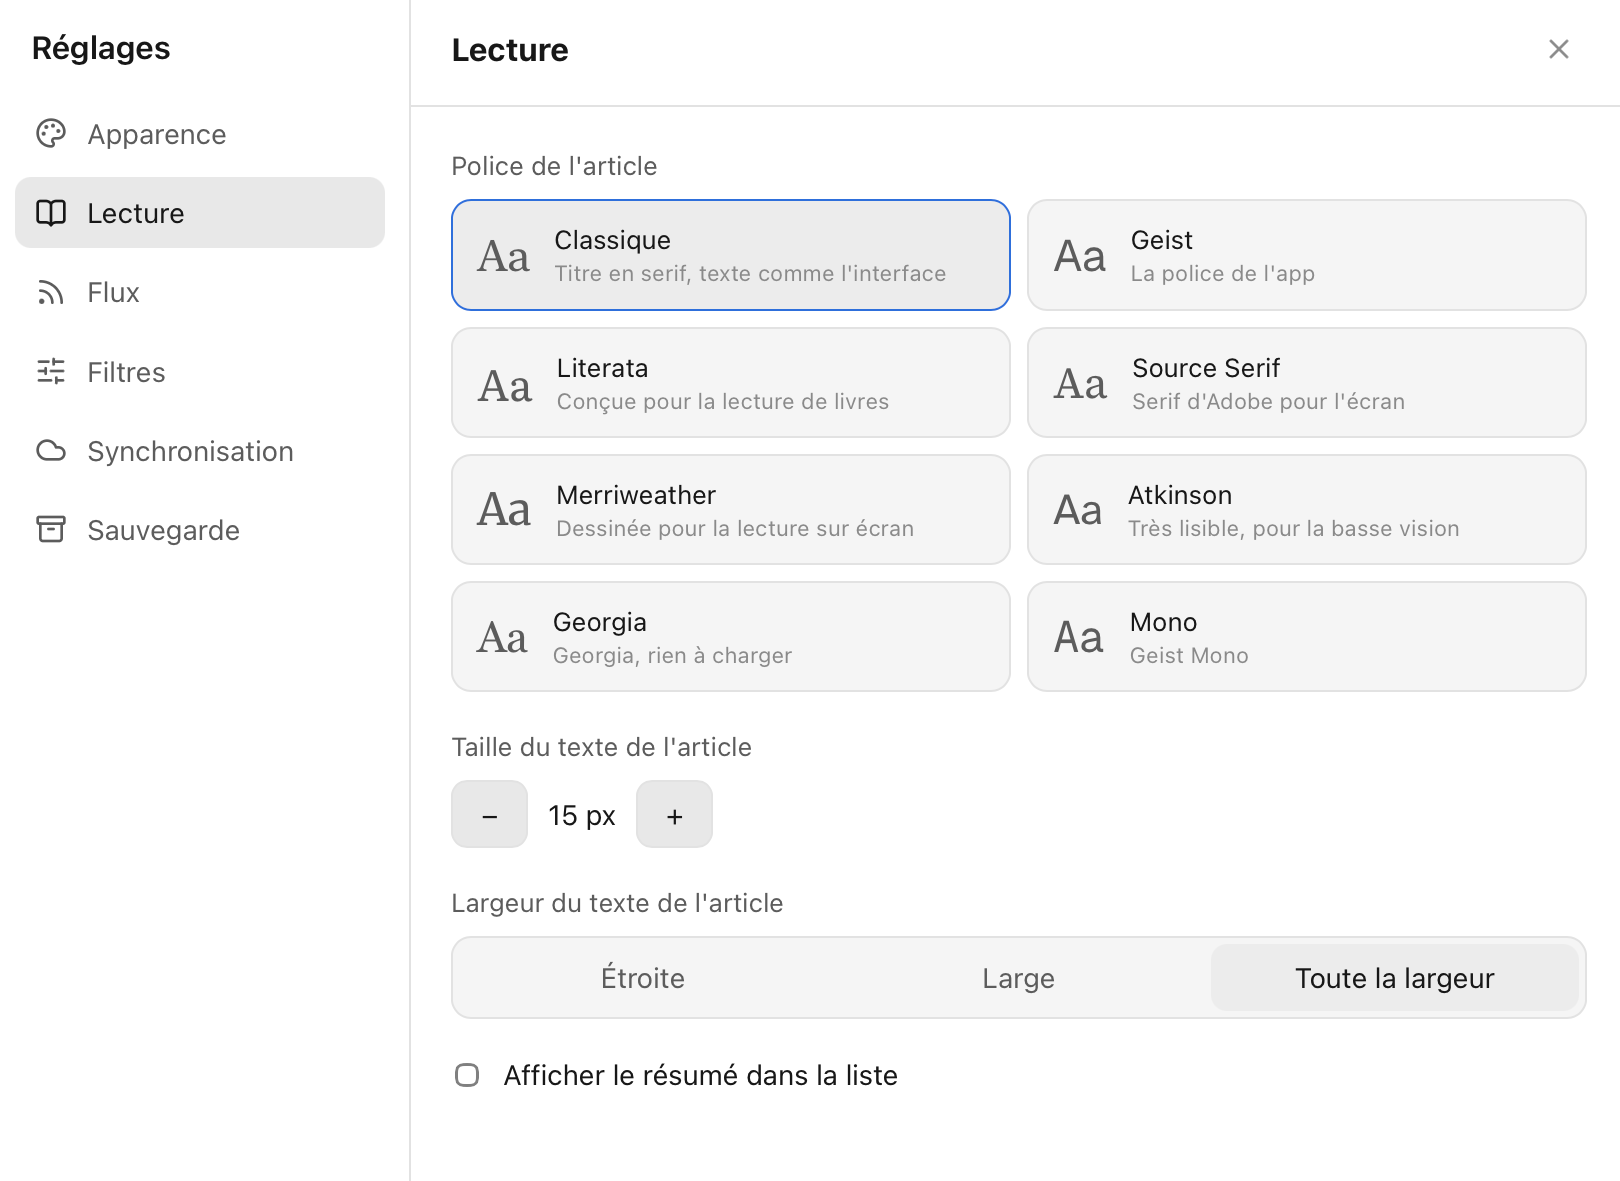 Réglages
Apparence
Lecture
Flux
Filtres
Synchronisation
Sauvegarde
Lecture
Police de l'article
Aa
Classique
Titre en serif, texte comme l'interface
Aa
Geist
La police de l'app
Aa
Literata
Conçue pour la lecture de livres
Aa
Source Serif
Serif d'Adobe pour l'écran
Aa
Merriweather
Dessinée pour la lecture sur écran
Aa
Atkinson
Très lisible, pour la basse vision
Aa
Georgia
Georgia, rien à charger
Aa
Mono
Geist Mono
Taille du texte de l'article
− 15 px +
Largeur du texte de l'article
Étroite Large Toute la largeur
Afficher le résumé dans la liste